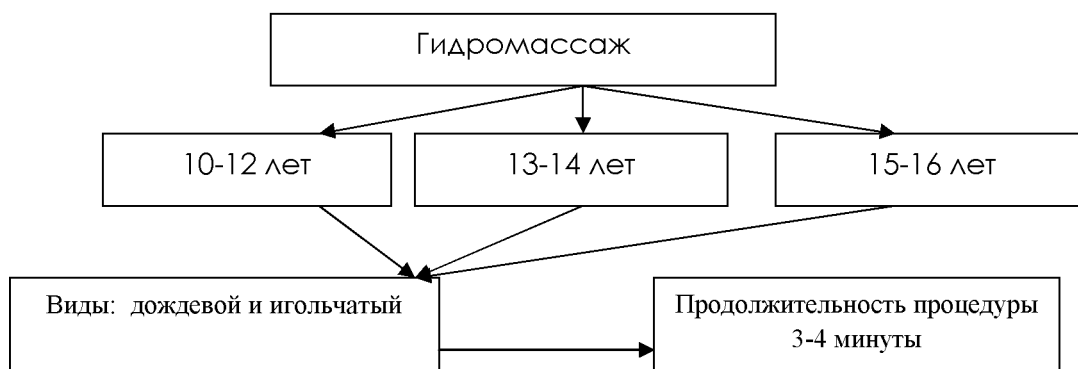 Гидромассаж
10-12 лет
13-14 лет
15-16 лет
Виды:  дождевой и игольчатый
Продолжительность процедуры
3-4 минуты